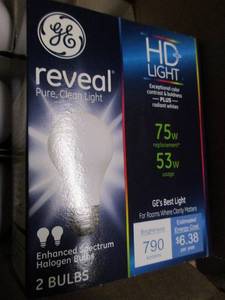 GE
reveal®
Pure, Clean Light
HD+
LIGHT
Exceptional color
contrast & boldness
— PLUS —
radiant whites
75w
replacement*
53w
usage
GE's Best Light
For Rooms Where Clarity Matters
Brightness
790
lumens
Estimated
Energy Cost
$6.38
per year
Enhanced Spectrum
Halogen Bulbs
2 BULBS